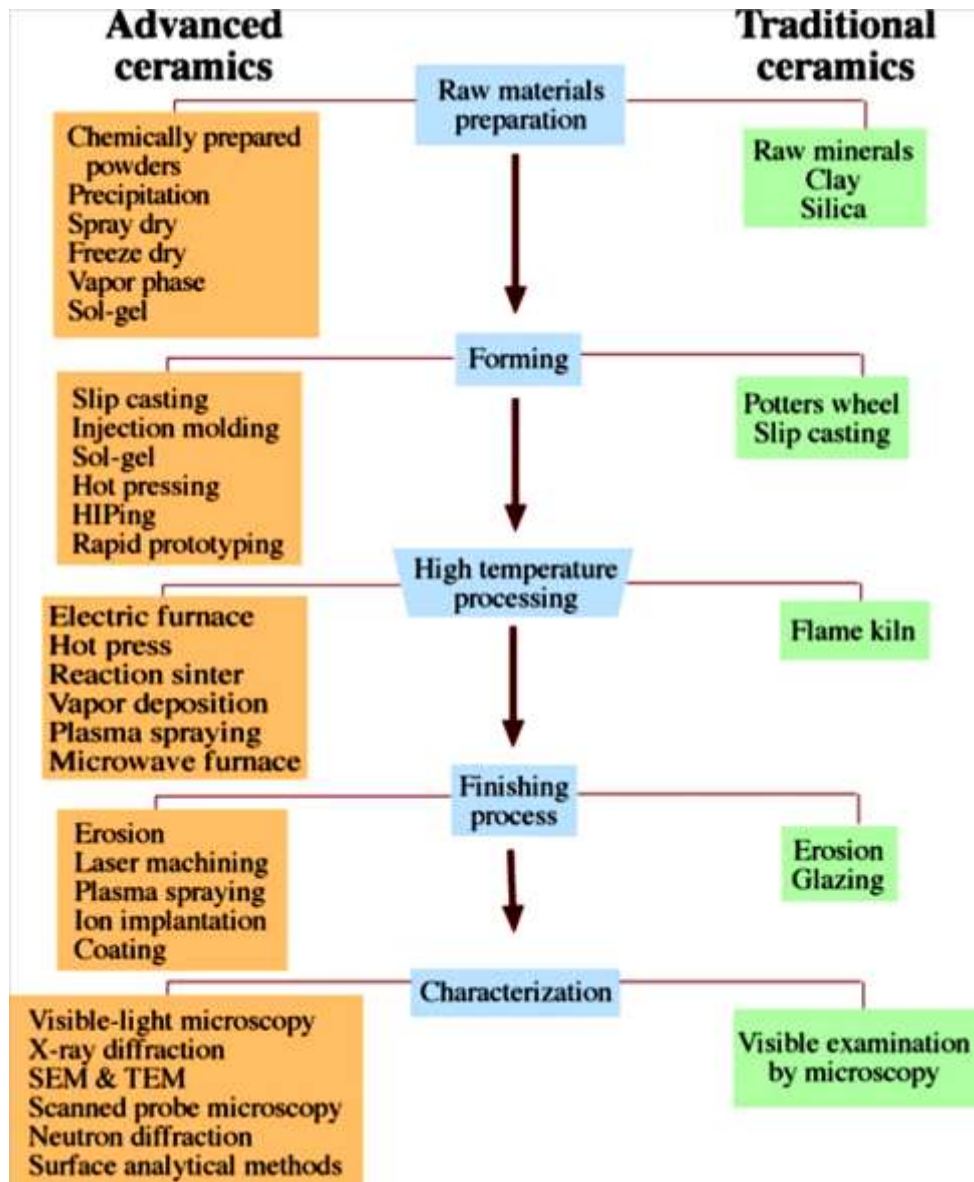 Advanced
ceramics
Traditional
ceramics
Raw materials
preparation
Chemically prepared
powders
Precipitation
Spray dry
Freeze dry
Vapor phase
Sol-gel
Raw minerals
Clay
Silica
Forming
Slip casting
Injection molding
Sol-gel
Hot pressing
HIPing
Rapid prototyping
Potters wheel
Slip casting
High temperature
processing
Electric furnace
Hot press
Reaction sinter
Vapor deposition
Plasma spraying
Microwave furnace
Flame kiln
Finishing
process
Erosion
Laser machining
Plasma spraying
Ion implantation
Coating
Erosion
Glazing
Characterization
Visible-light microscopy
X-ray diffraction
SEM & TEM
Scanned probe microscopy
Neutron diffraction
Surface analytical methods
Visible examination
by microscopy